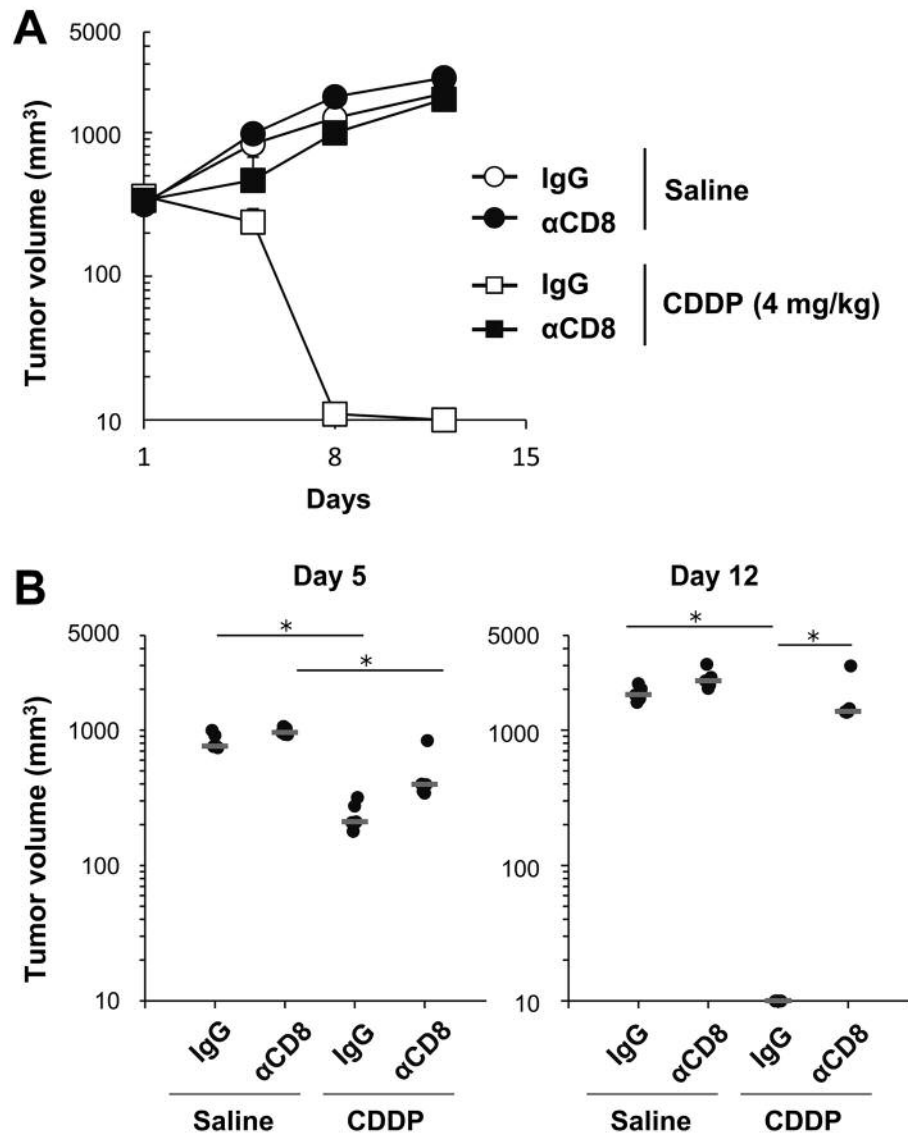 A
Tumor volume (mm³)
5000
1000
100
10
1
8
15
Days
IgG
αCD8
Saline
IgG
αCD8
CDDP (4 mg/kg)
B
Day 5
Day 12
Tumor volume (mm³)
5000
1000
100
10
*
*
IgG
αCD8
IgG
αCD8
Saline
CDDP
5000
1000
100
10
*
*
IgG
αCD8
IgG
αCD8
Saline
CDDP